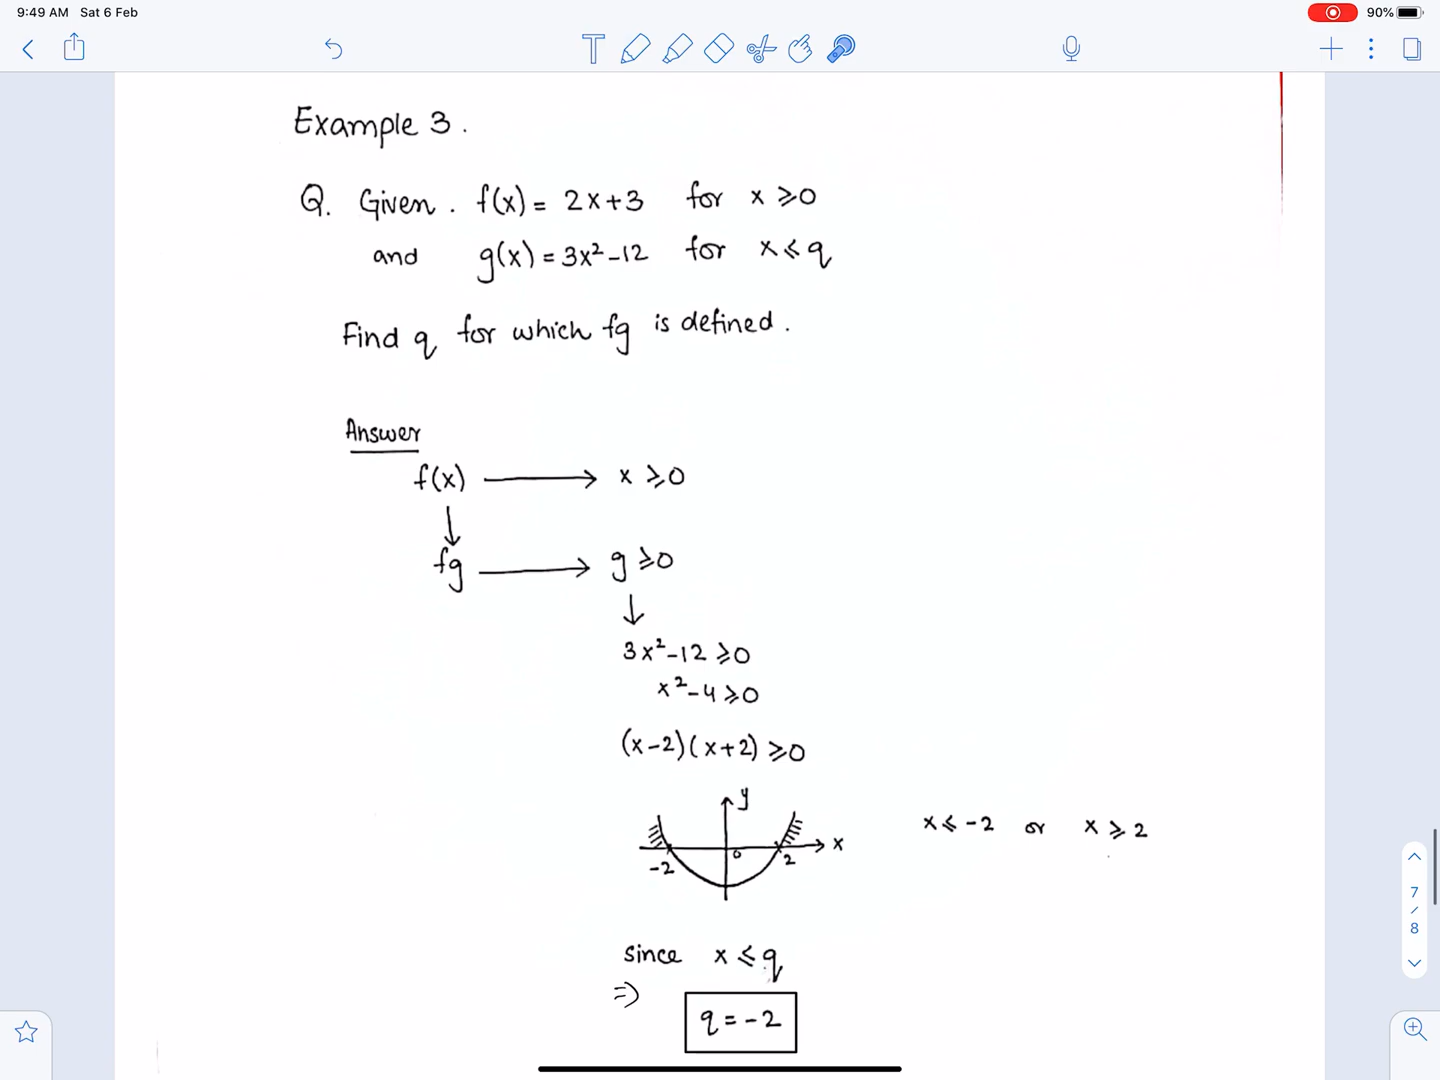 9:49 AM Sat 6 Feb
90%
T
Example 3.
Q. Given. f(x) = 2x+3 for x ⩾0
and g(x) = 3x²-12 for x⩽q
Find q for which fg is defined.
Answer
f(x) → x ⩾0
↓
fg → g ⩾0
↓
3x²-12 ⩾0
x²-4 ⩾0
(x-2)(x+2) ⩾0
y
x
-2 0 2
x⩽ -2 or x ⩾ 2
7
/
8
since x ⩽q
⇒
q = -2